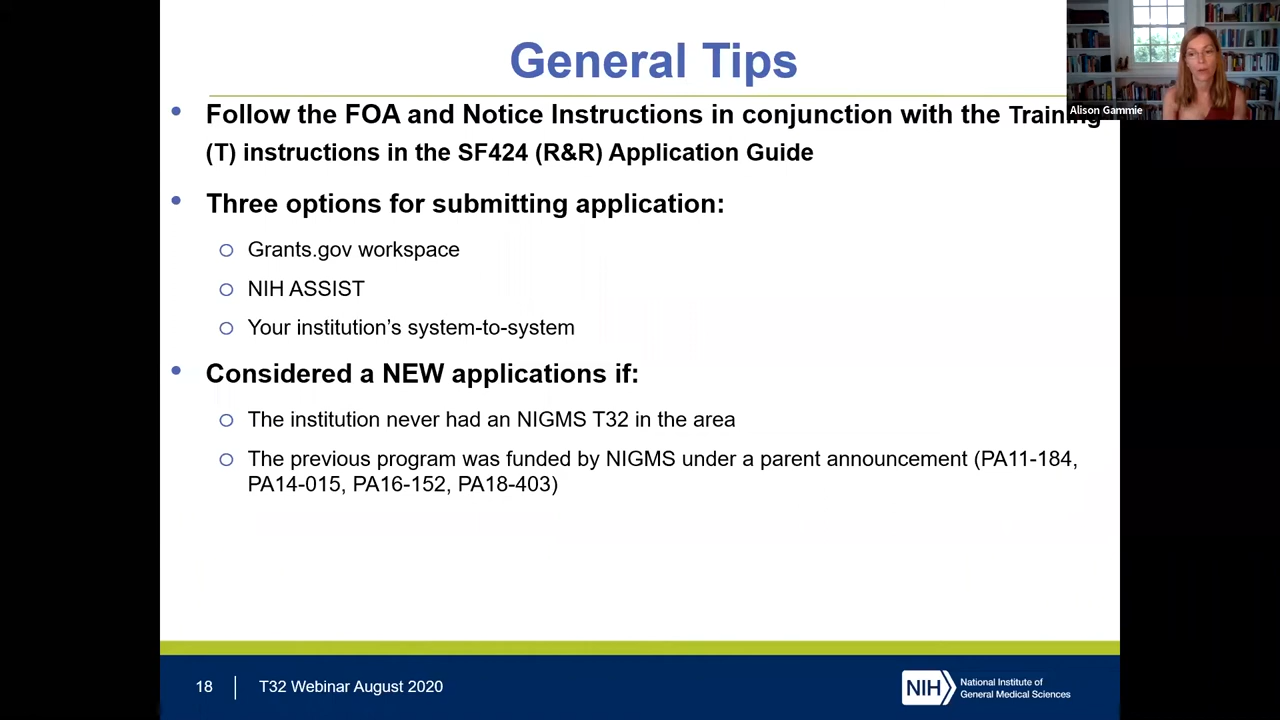 General Tips
Alison Gammie
Follow the FOA and Notice Instructions in conjunction with the Training
(T) instructions in the SF424 (R&R) Application Guide
Three options for submitting application:
Grants.gov workspace
NIH ASSIST
Your institution’s system-to-system
Considered a NEW applications if:
The institution never had an NIGMS T32 in the area
The previous program was funded by NIGMS under a parent announcement (PA11-184,
PA14-015, PA16-152, PA18-403)
18
T32 Webinar August 2020
NIH
National Institute of
General Medical Sciences